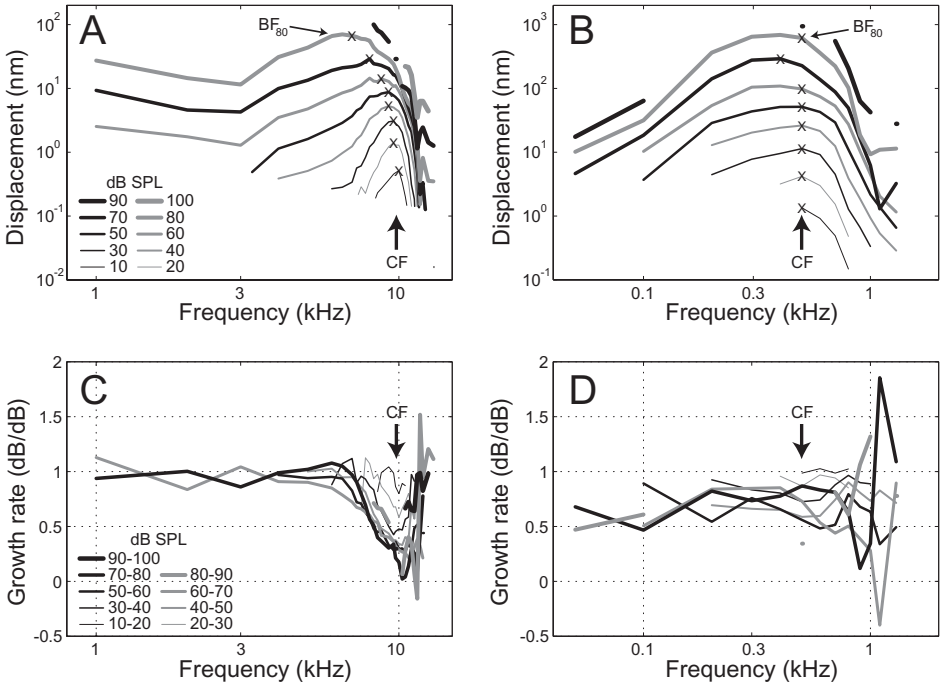 A
BF80
Displacement (nm)
10^2
10^1
10^0
10^-1
10^-2
dB SPL
90 100
70 80
50 60
30 40
10 20
CF
1 3 10
Frequency (kHz)
B
BF80
Displacement (nm)
10^3
10^2
10^1
10^0
10^-1
CF
0.1 0.3 1
Frequency (kHz)
C
Growth rate (dB/dB)
2
1.5
1
0.5
0
-0.5
CF
dB SPL
90-100
70-80 80-90
50-60 60-70
30-40 40-50
10-20 20-30
1 3 10
Frequency (kHz)
D
Growth rate (dB/dB)
2
1.5
1
0.5
0
-0.5
CF
0.1 0.3 1
Frequency (kHz)